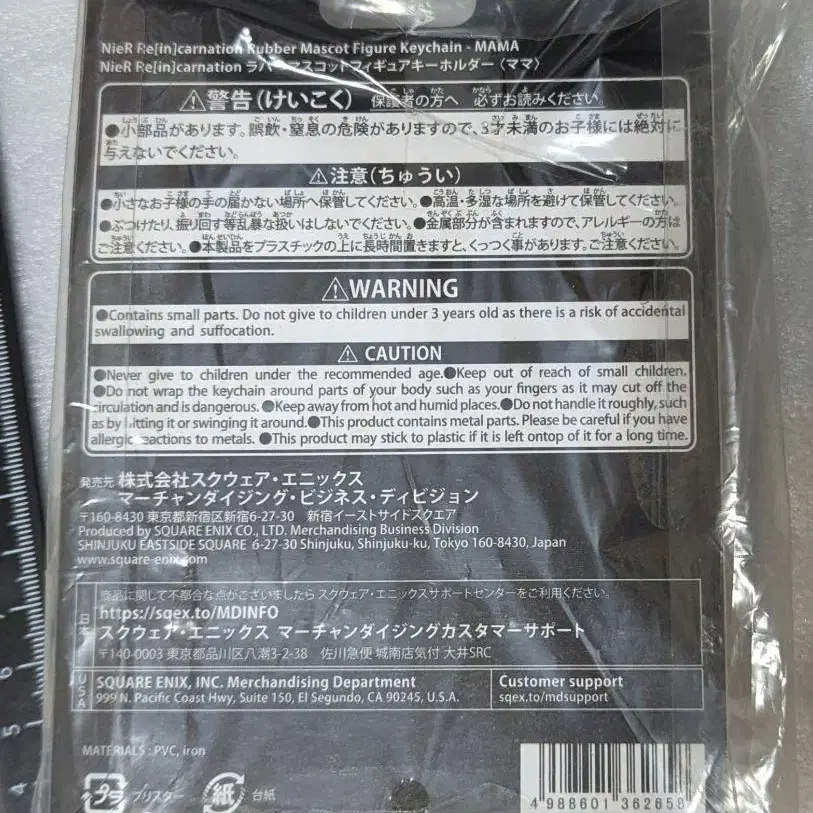 NieR Re[in]carnation Rubber Mascot Figure Keychain - MAMA
NieR Re[in]carnation ラバーマスコットフィギュアキーホルダー〈ママ〉
⚠警告(けいこく) 保護者の方へ 必ずお読みください。
●小部品があります。誤飲・窒息の危険がありますので、3才未満のお子様には絶対に
与えないでください。
⚠注意(ちゅうい)
●小さなお子様の手の届かない場所へ保管してください。●高温・多湿な場所を避けて保管してください。
●ぶつけたり、振り回す等乱暴な扱いはしないでください。●金属部分が含まれますので、アレルギーの方は
ご注意ください。●本製品をプラスチックの上に長時間置きますと、くっつく事があります。ご注意ください。
⚠WARNING
●Contains small parts. Do not give to children under 3 years old as there is a risk of accidental
swallowing and suffocation.
⚠ CAUTION
●Never give to children under the recommended age.●Keep out of reach of small children.
●Do not wrap the keychain around parts of your body such as your fingers as it may cut off the
circulation and is dangerous. ●Keep away from hot and humid places.●Do not handle it roughly, such
as by hitting it or swinging it around.●This product contains metal parts. Please be careful if you have
allergic reactions to metals. ●This product may stick to plastic if it is left ontop of it for a long time.
発売元 株式会社スクウェア・エニックス
マーチャンダイジング・ビジネス・ディビジョン
〒160-8430 東京都新宿区新宿6-27-30 新宿イーストサイドスクエア
Produced by SQUARE ENIX CO., LTD. Merchandising Business Division
SHINJUKU EASTSIDE SQUARE 6-27-30 Shinjuku, Shinjuku-ku, Tokyo 160-8430, Japan
www.square-enix.com
商品に関して不都合な点がございましたら スクウェア・エニックスサポートセンターをご利用ください。
日本
https://sqex.to/MDINFO
スクウェア・エニックス マーチャンダイジングカスタマーサポート
〒140-0003 東京都品川区八潮3-2-38 佐川急便 城南店気付 大井SRC
USA
SQUARE ENIX, INC. Merchandising Department
999 N. Pacific Coast Hwy, Suite 150, El Segundo, CA 90245, U.S.A.
Customer support
sqex.to/mdsupport
MATERIALS : PVC, iron
プラ ブリスター 紙 台紙
4 988601 362658
6
5
4